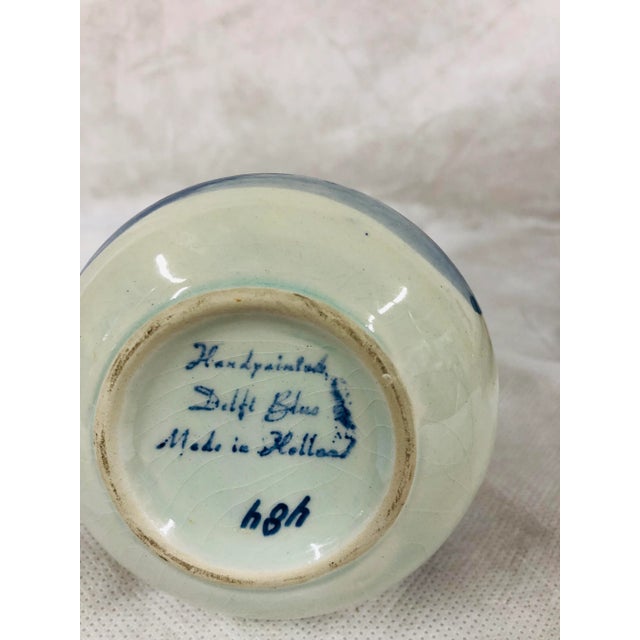 Handpainted
Delft Blue
Made in Holland
484